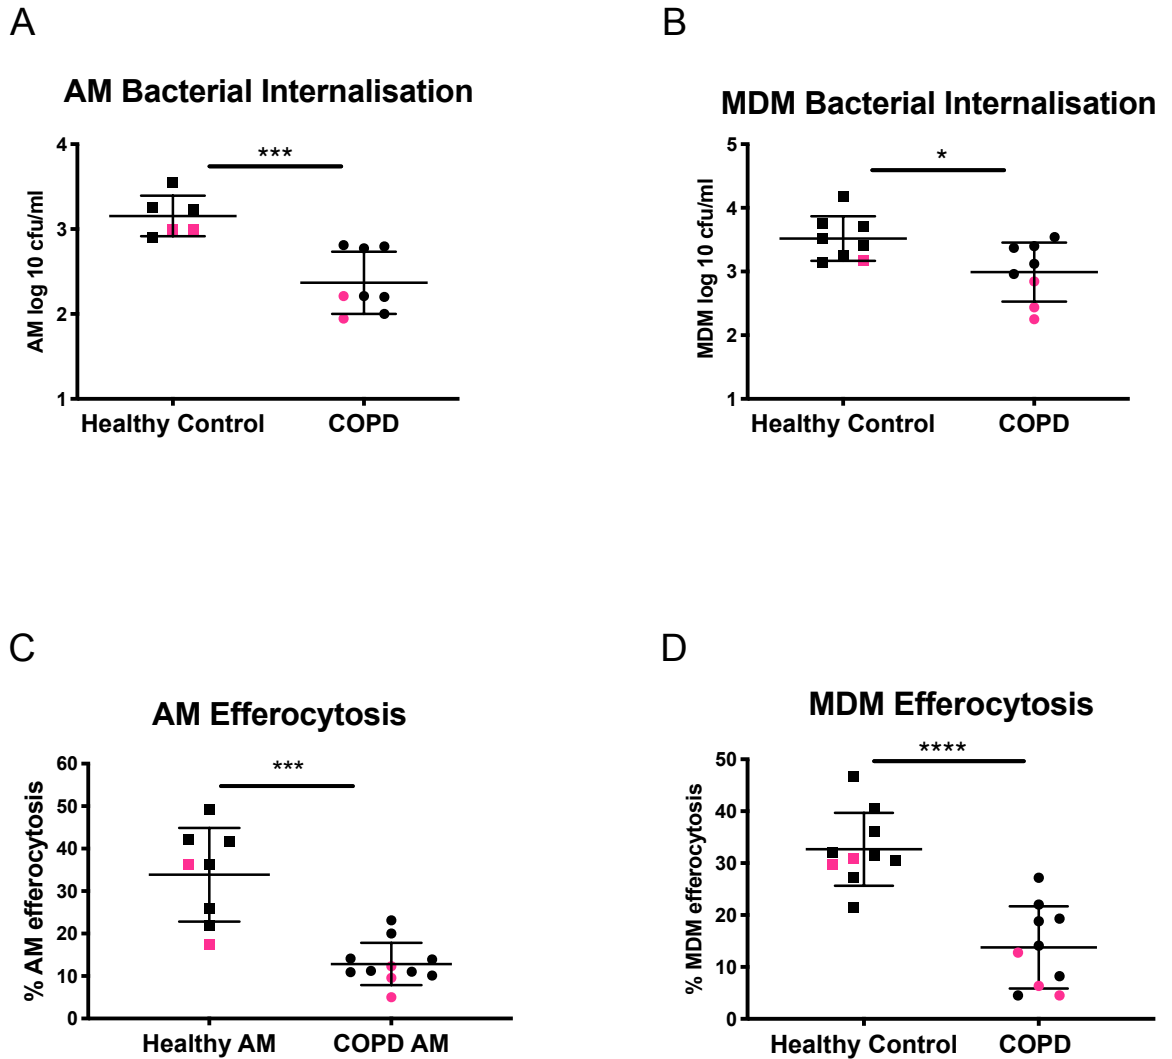 A
AM Bacterial Internalisation
***
4
3
2
1
AM log 10 cfu/ml
Healthy Control
COPD
B
MDM Bacterial Internalisation
*
5
4
3
2
1
MDM log 10 cfu/ml
Healthy Control
COPD
C
AM Efferocytosis
***
60
50
40
30
20
10
0
% AM efferocytosis
Healthy AM
COPD AM
D
MDM Efferocytosis
****
50
40
30
20
10
0
% MDM efferocytosis
Healthy Control
COPD